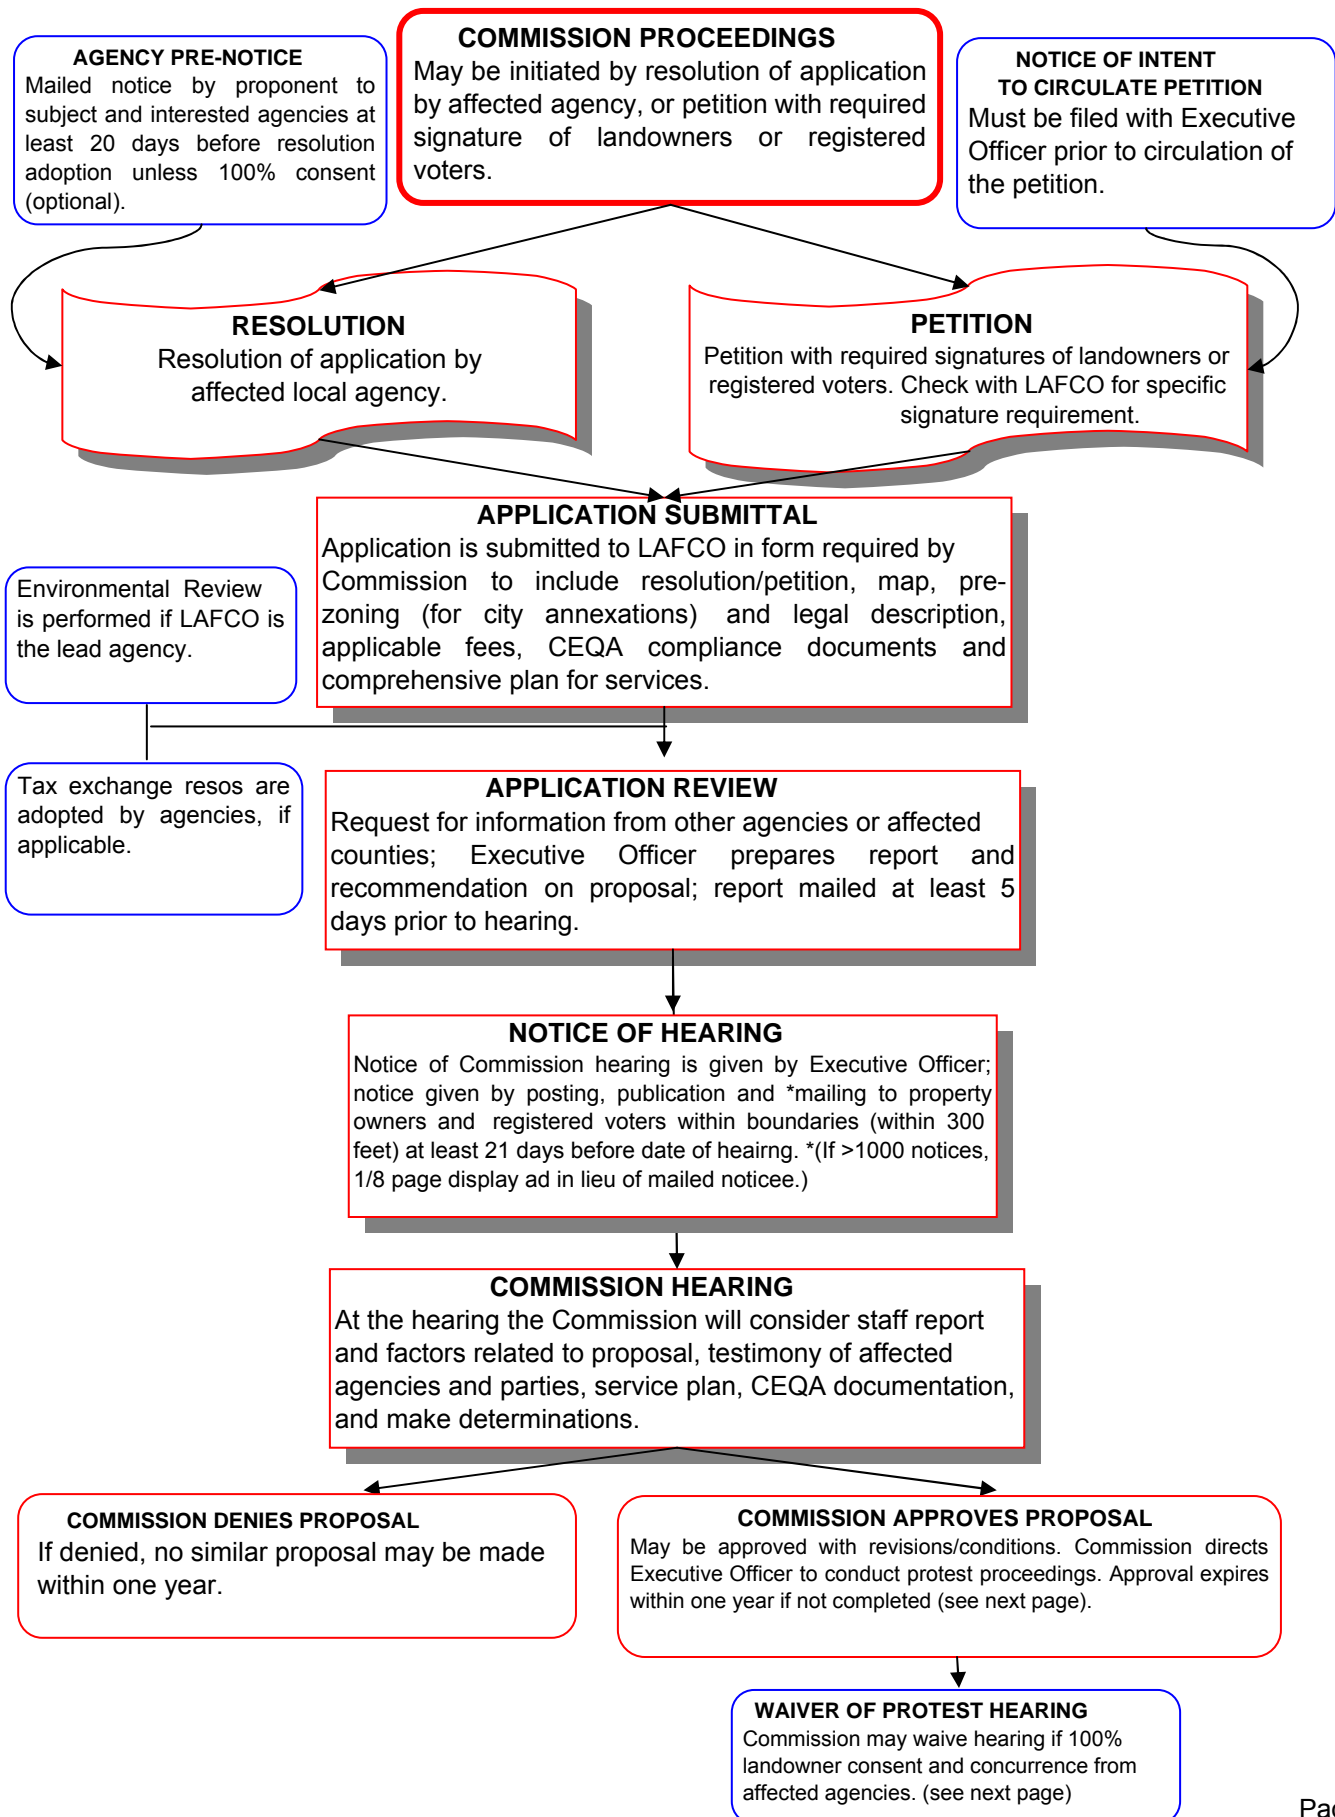 AGENCY PRE-NOTICE
Mailed notice by proponent to
subject and interested agencies at
least 20 days before resolution
adoption unless 100% consent
(optional).
COMMISSION PROCEEDINGS
May be initiated by resolution of application
by affected agency, or petition with required
signature of landowners or registered
voters.
NOTICE OF INTENT
TO CIRCULATE PETITION
Must be filed with Executive
Officer prior to circulation of
the petition.
RESOLUTION
Resolution of application by
affected local agency.
PETITION
Petition with required signatures of landowners or
registered voters. Check with LAFCO for specific
signature requirement.
APPLICATION SUBMITTAL
Application is submitted to LAFCO in form required by
Commission to include resolution/petition, map, pre-
zoning (for city annexations) and legal description,
applicable fees, CEQA compliance documents and
comprehensive plan for services.
Environmental Review
is performed if LAFCO is
the lead agency.
Tax exchange resos are
adopted by agencies, if
applicable.
APPLICATION REVIEW
Request for information from other agencies or affected
counties; Executive Officer prepares report and
recommendation on proposal; report mailed at least 5
days prior to hearing.
NOTICE OF HEARING
Notice of Commission hearing is given by Executive Officer;
notice given by posting, publication and *mailing to property
owners and registered voters within boundaries (within 300
feet) at least 21 days before date of heairng. *(If >1000 notices,
1/8 page display ad in lieu of mailed noticee.)
COMMISSION HEARING
At the hearing the Commission will consider staff report
and factors related to proposal, testimony of affected
agencies and parties, service plan, CEQA documentation,
and make determinations.
COMMISSION DENIES PROPOSAL
If denied, no similar proposal may be made
within one year.
COMMISSION APPROVES PROPOSAL
May be approved with revisions/conditions. Commission directs
Executive Officer to conduct protest proceedings. Approval expires
within one year if not completed (see next page).
WAIVER OF PROTEST HEARING
Commission may waive hearing if 100%
landowner consent and concurrence from
affected agencies. (see next page)